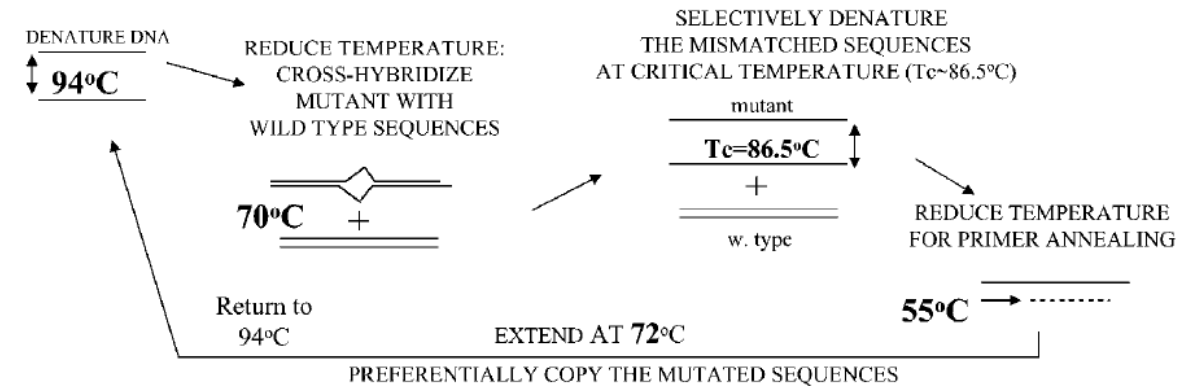 DENATURE DNA
94°C
REDUCE TEMPERATURE:
CROSS-HYBRIDIZE
MUTANT WITH
WILD TYPE SEQUENCES
70°C
+
SELECTIVELY DENATURE
THE MISMATCHED SEQUENCES
AT CRITICAL TEMPERATURE (Tc~86.5°C)
mutant
Tc=86.5°C
+
w. type
REDUCE TEMPERATURE
FOR PRIMER ANNEALING
55°C
EXTEND AT 72°C
PREFERENTIALLY COPY THE MUTATED SEQUENCES
Return to
94°C